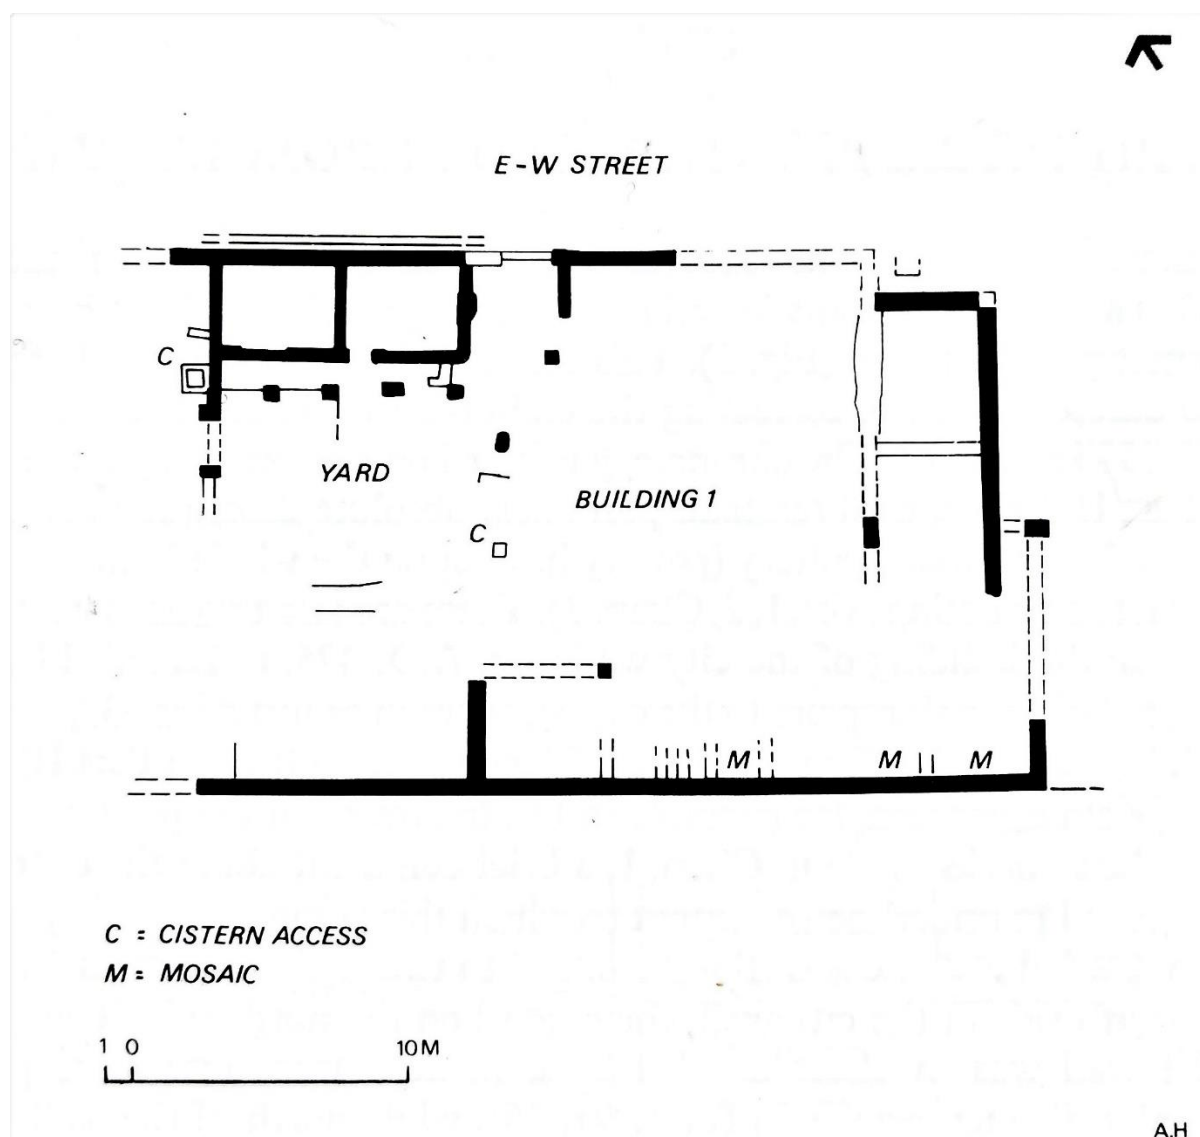 E-W STREET
C
YARD
BUILDING 1
C
M M M
C = CISTERN ACCESS
M = MOSAIC
1 0 10M
A.H